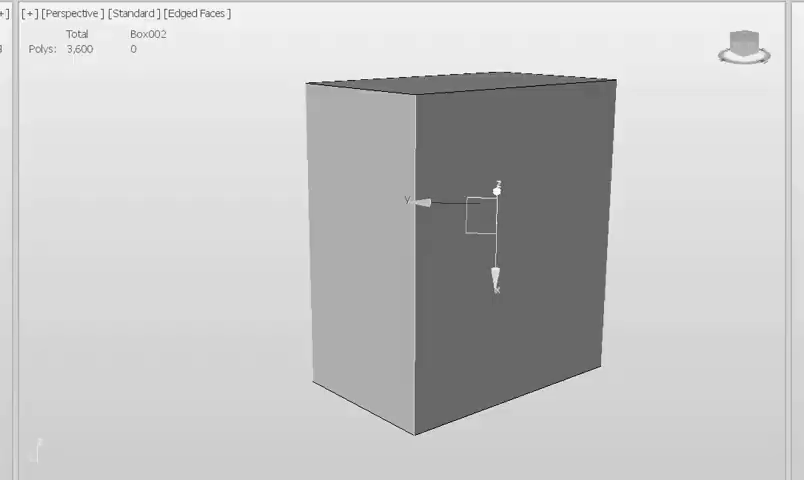 [+] [Perspective ] [Standard ] [Edged Faces ]
Total Box002
Polys: 3,600 0
z
Y
x
z